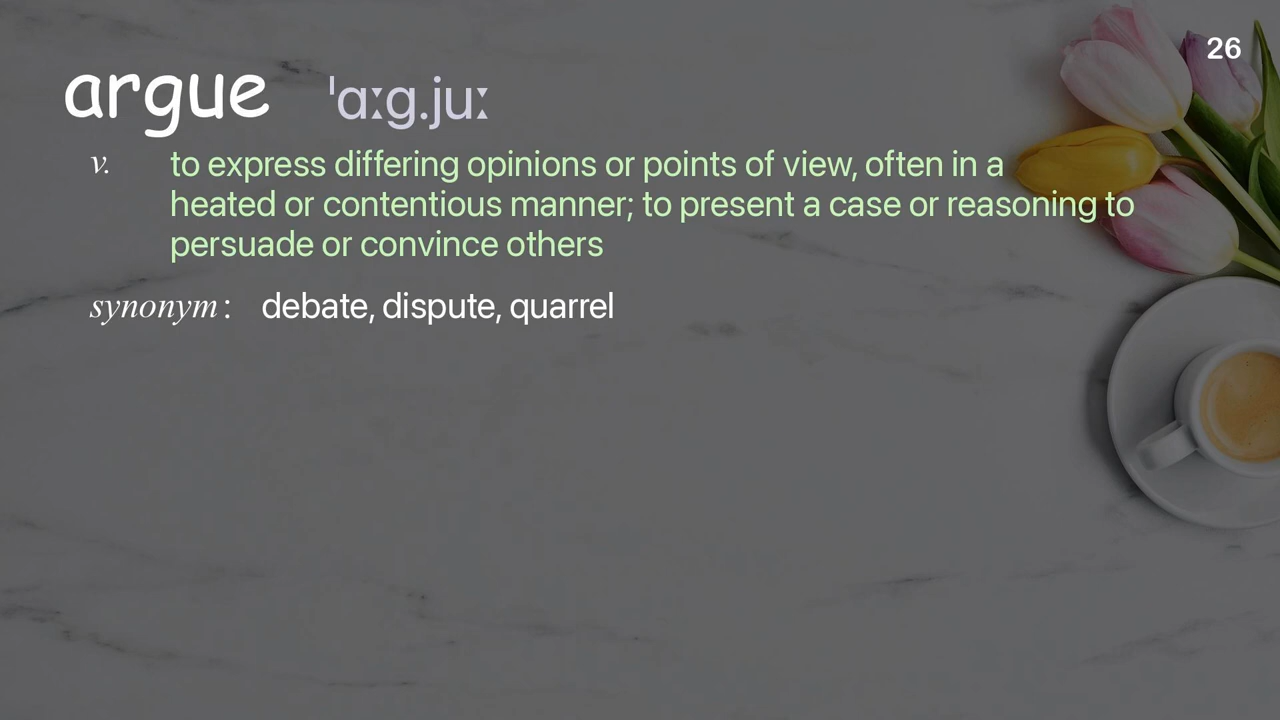 26
argue ˈɑːɡ.juː
v. to express differing opinions or points of view, often in a
heated or contentious manner; to present a case or reasoning to
persuade or convince others
synonym : debate, dispute, quarrel